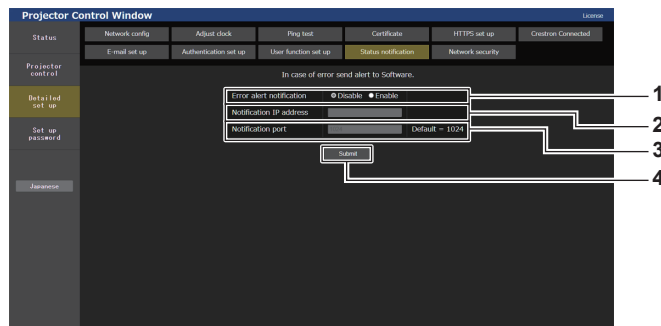 Projector Control Window
License
Status
Network config
Adjust clock
Ping test
Certificate
HTTPS set up
Crestron Connected
E-mail set up
Authentication set up
User function set up
Status notification
Network security
Projector
control
Detailed
set up
Set up
password
Japanese
In case of error send alert to Software.
Error alert notification
Disable
Enable
1
Notification IP address
2
Notification port
Default = 1024
3
Submit
4